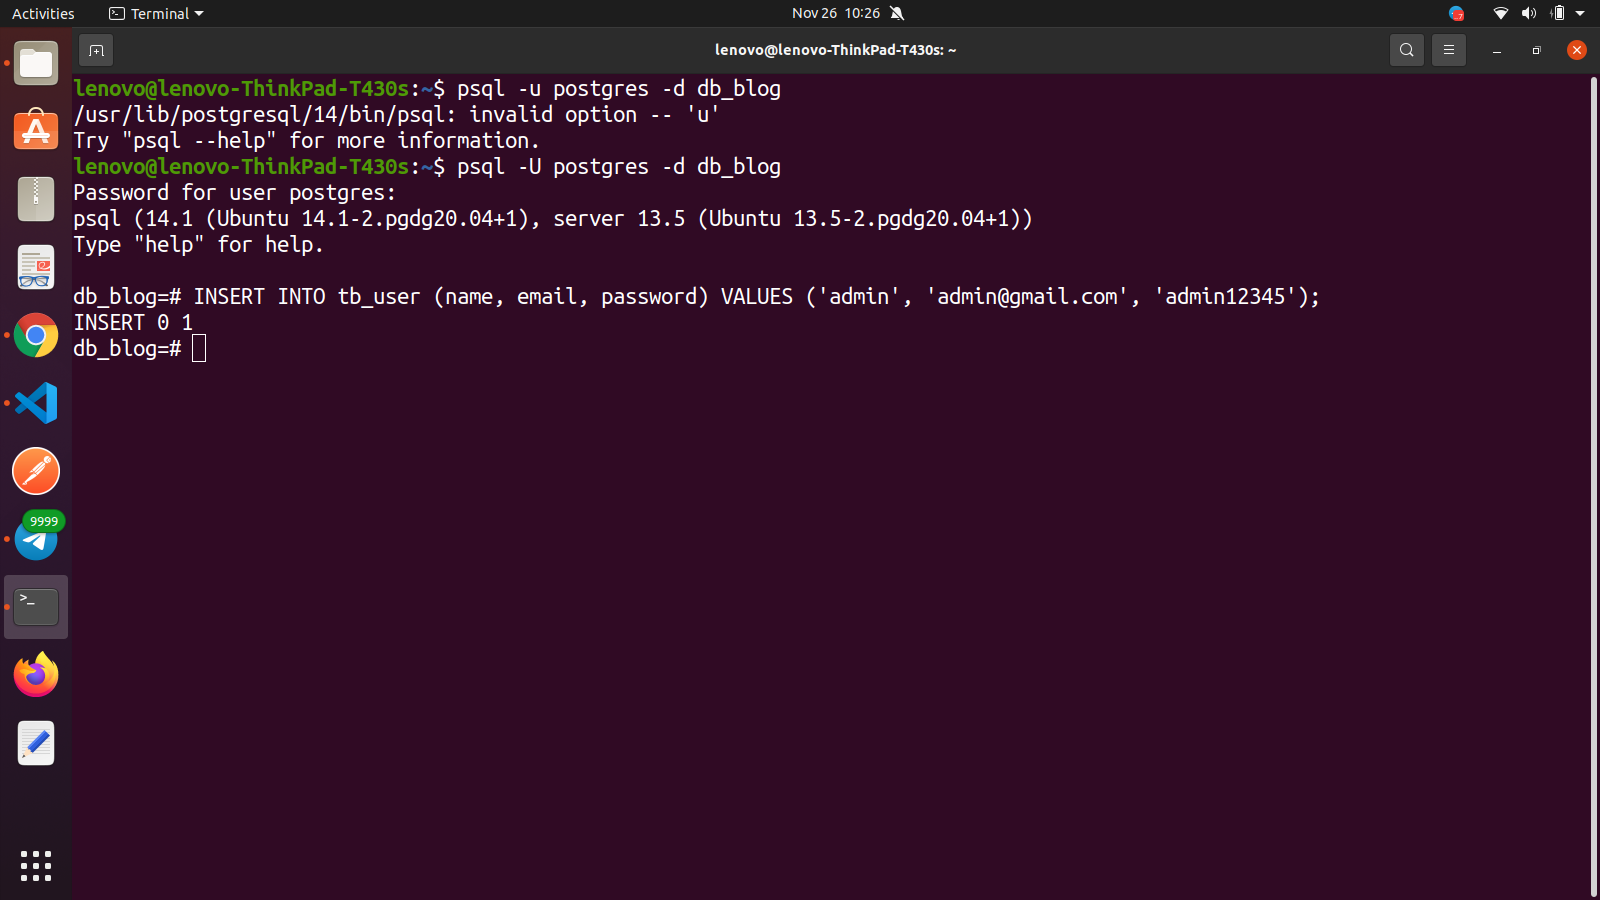 Activities
Terminal
Nov 26 10:26
lenovo@lenovo-ThinkPad-T430s: ~
lenovo@lenovo-ThinkPad-T430s:~$ psql -u postgres -d db_blog
/usr/lib/postgresql/14/bin/psql: invalid option -- 'u'
Try "psql --help" for more information.
lenovo@lenovo-ThinkPad-T430s:~$ psql -U postgres -d db_blog
Password for user postgres:
psql (14.1 (Ubuntu 14.1-2.pgdg20.04+1), server 13.5 (Ubuntu 13.5-2.pgdg20.04+1))
Type "help" for help.
db_blog=# INSERT INTO tb_user (name, email, password) VALUES ('admin', 'admin@gmail.com', 'admin12345');
INSERT 0 1
db_blog=#
9999
>_